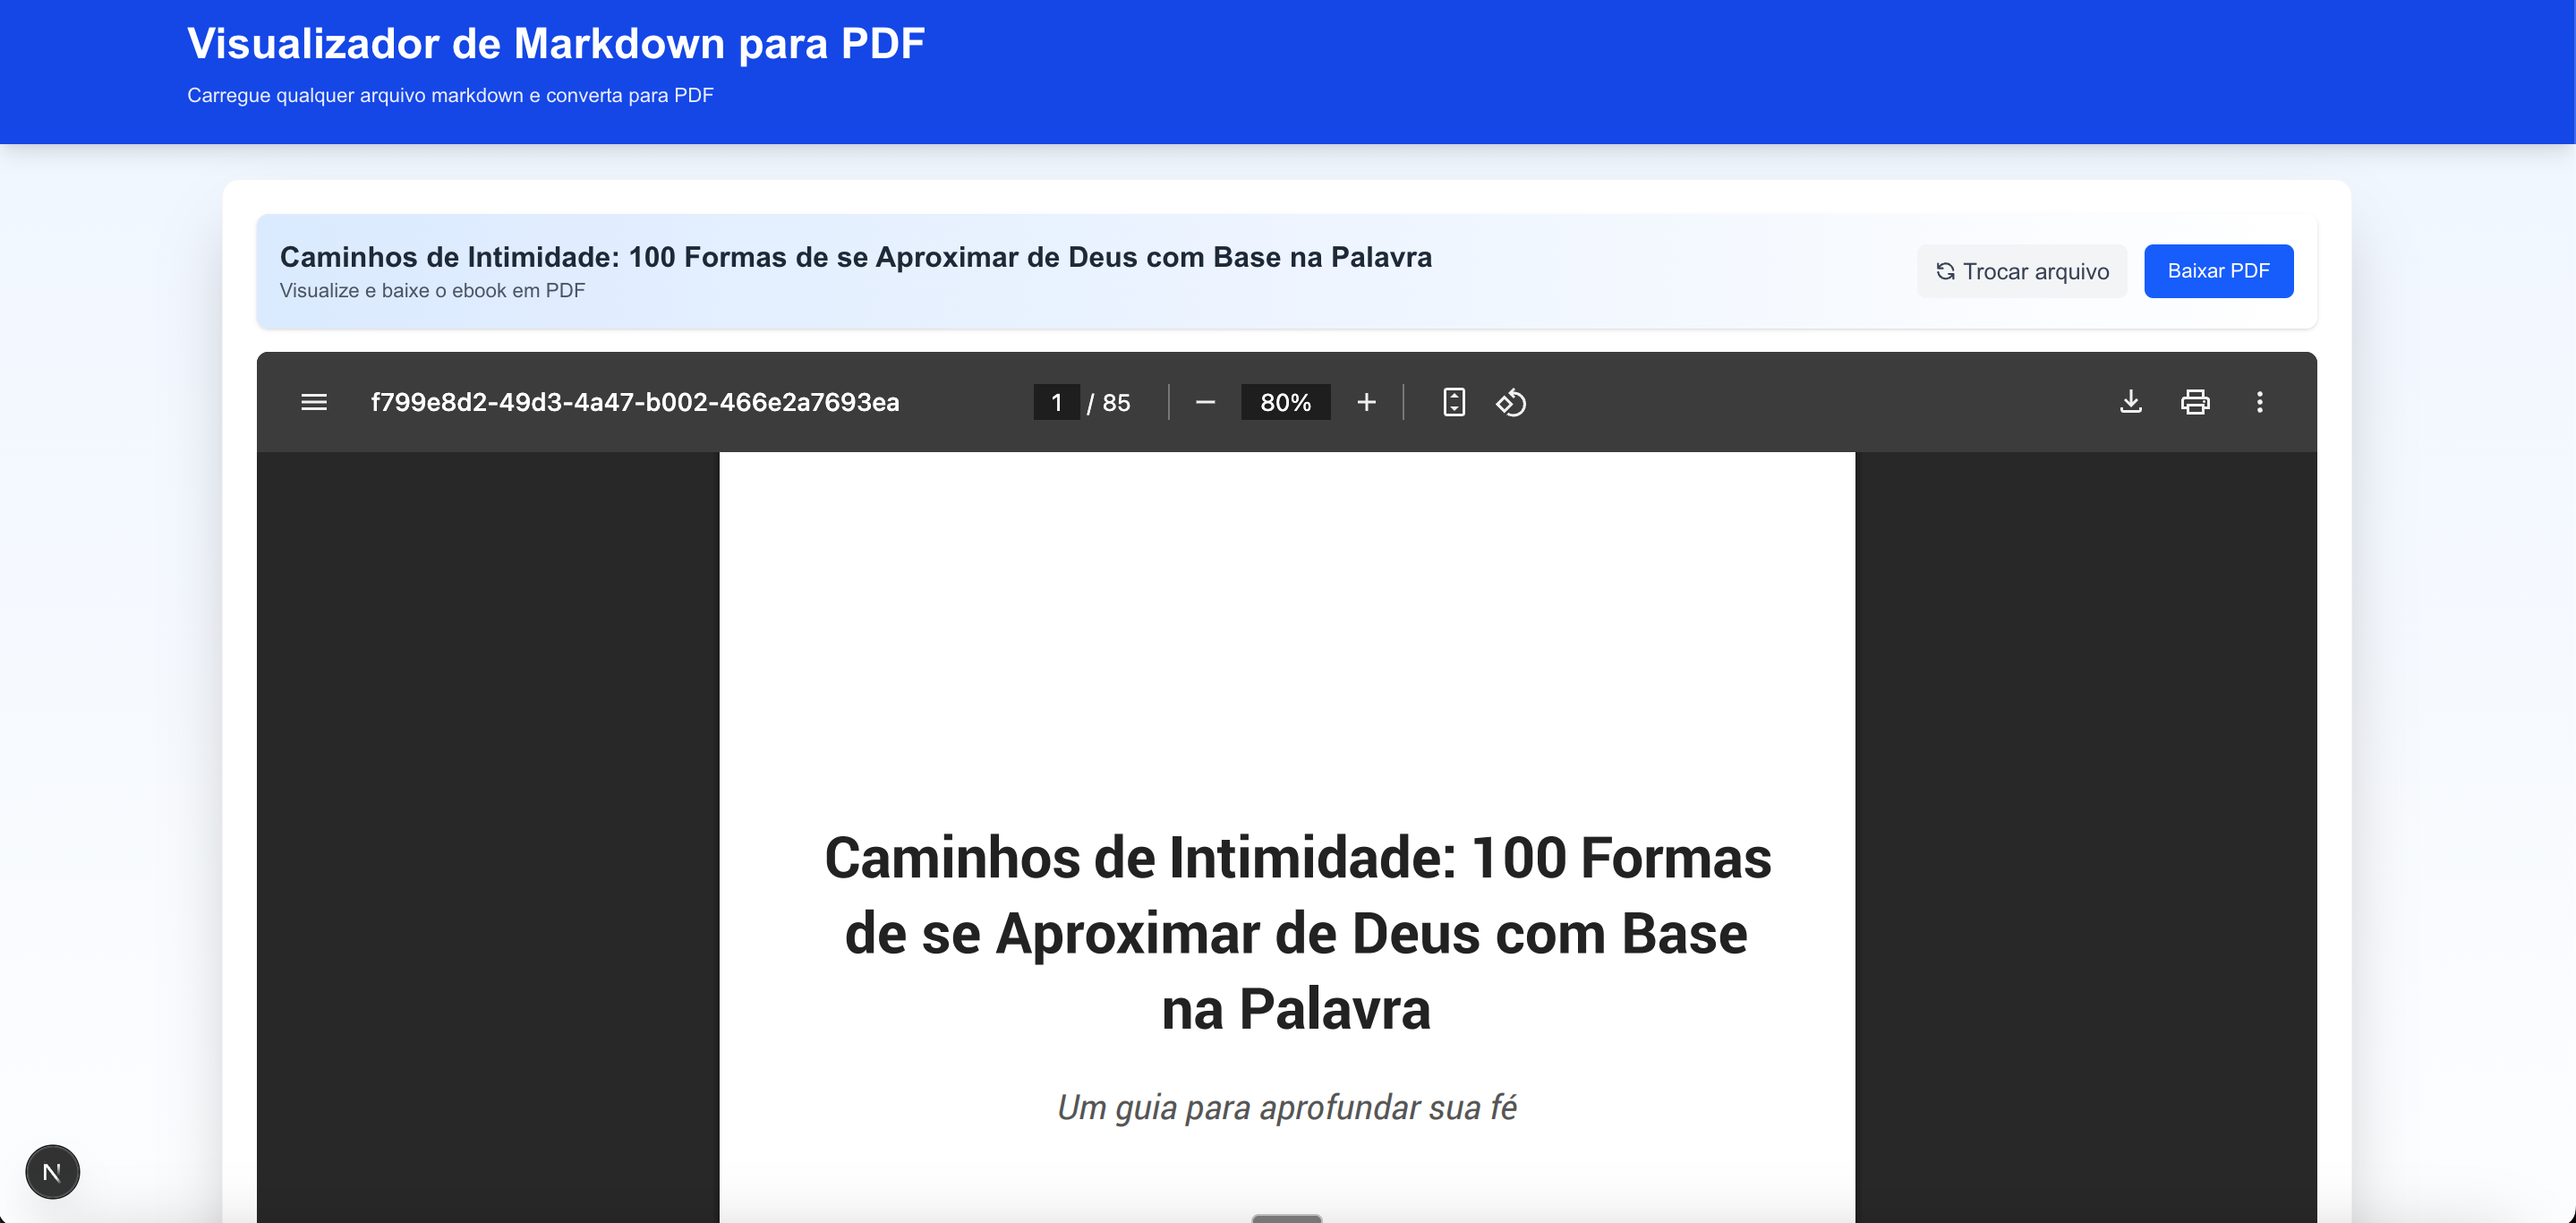 Visualizador de Markdown para PDF
Carregue qualquer arquivo markdown e converta para PDF
Caminhos de Intimidade: 100 Formas de se Aproximar de Deus com Base na Palavra
Visualize e baixe o ebook em PDF
Trocar arquivo
Baixar PDF
f799e8d2-49d3-4a47-b002-466e2a7693ea
1 / 85
80%
Caminhos de Intimidade: 100 Formas
de se Aproximar de Deus com Base
na Palavra
Um guia para aprofundar sua fé
N